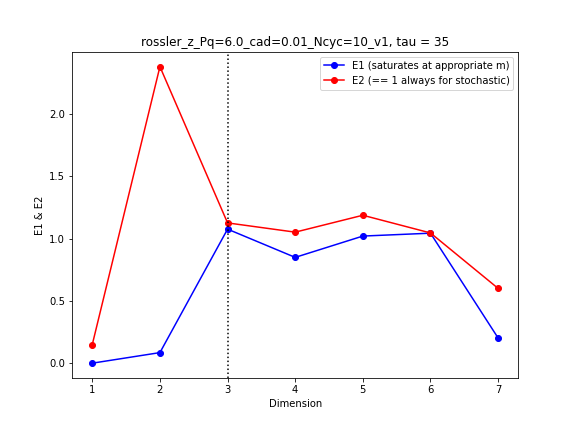 rossler_z_Pq=6.0_cad=0.01_Ncyc=10_v1, tau = 35
E1 (saturates at appropriate m)
E2 (== 1 always for stochastic)
E1 & E2
2.0
1.5
1.0
0.5
0.0
1 2 3 4 5 6 7
Dimension